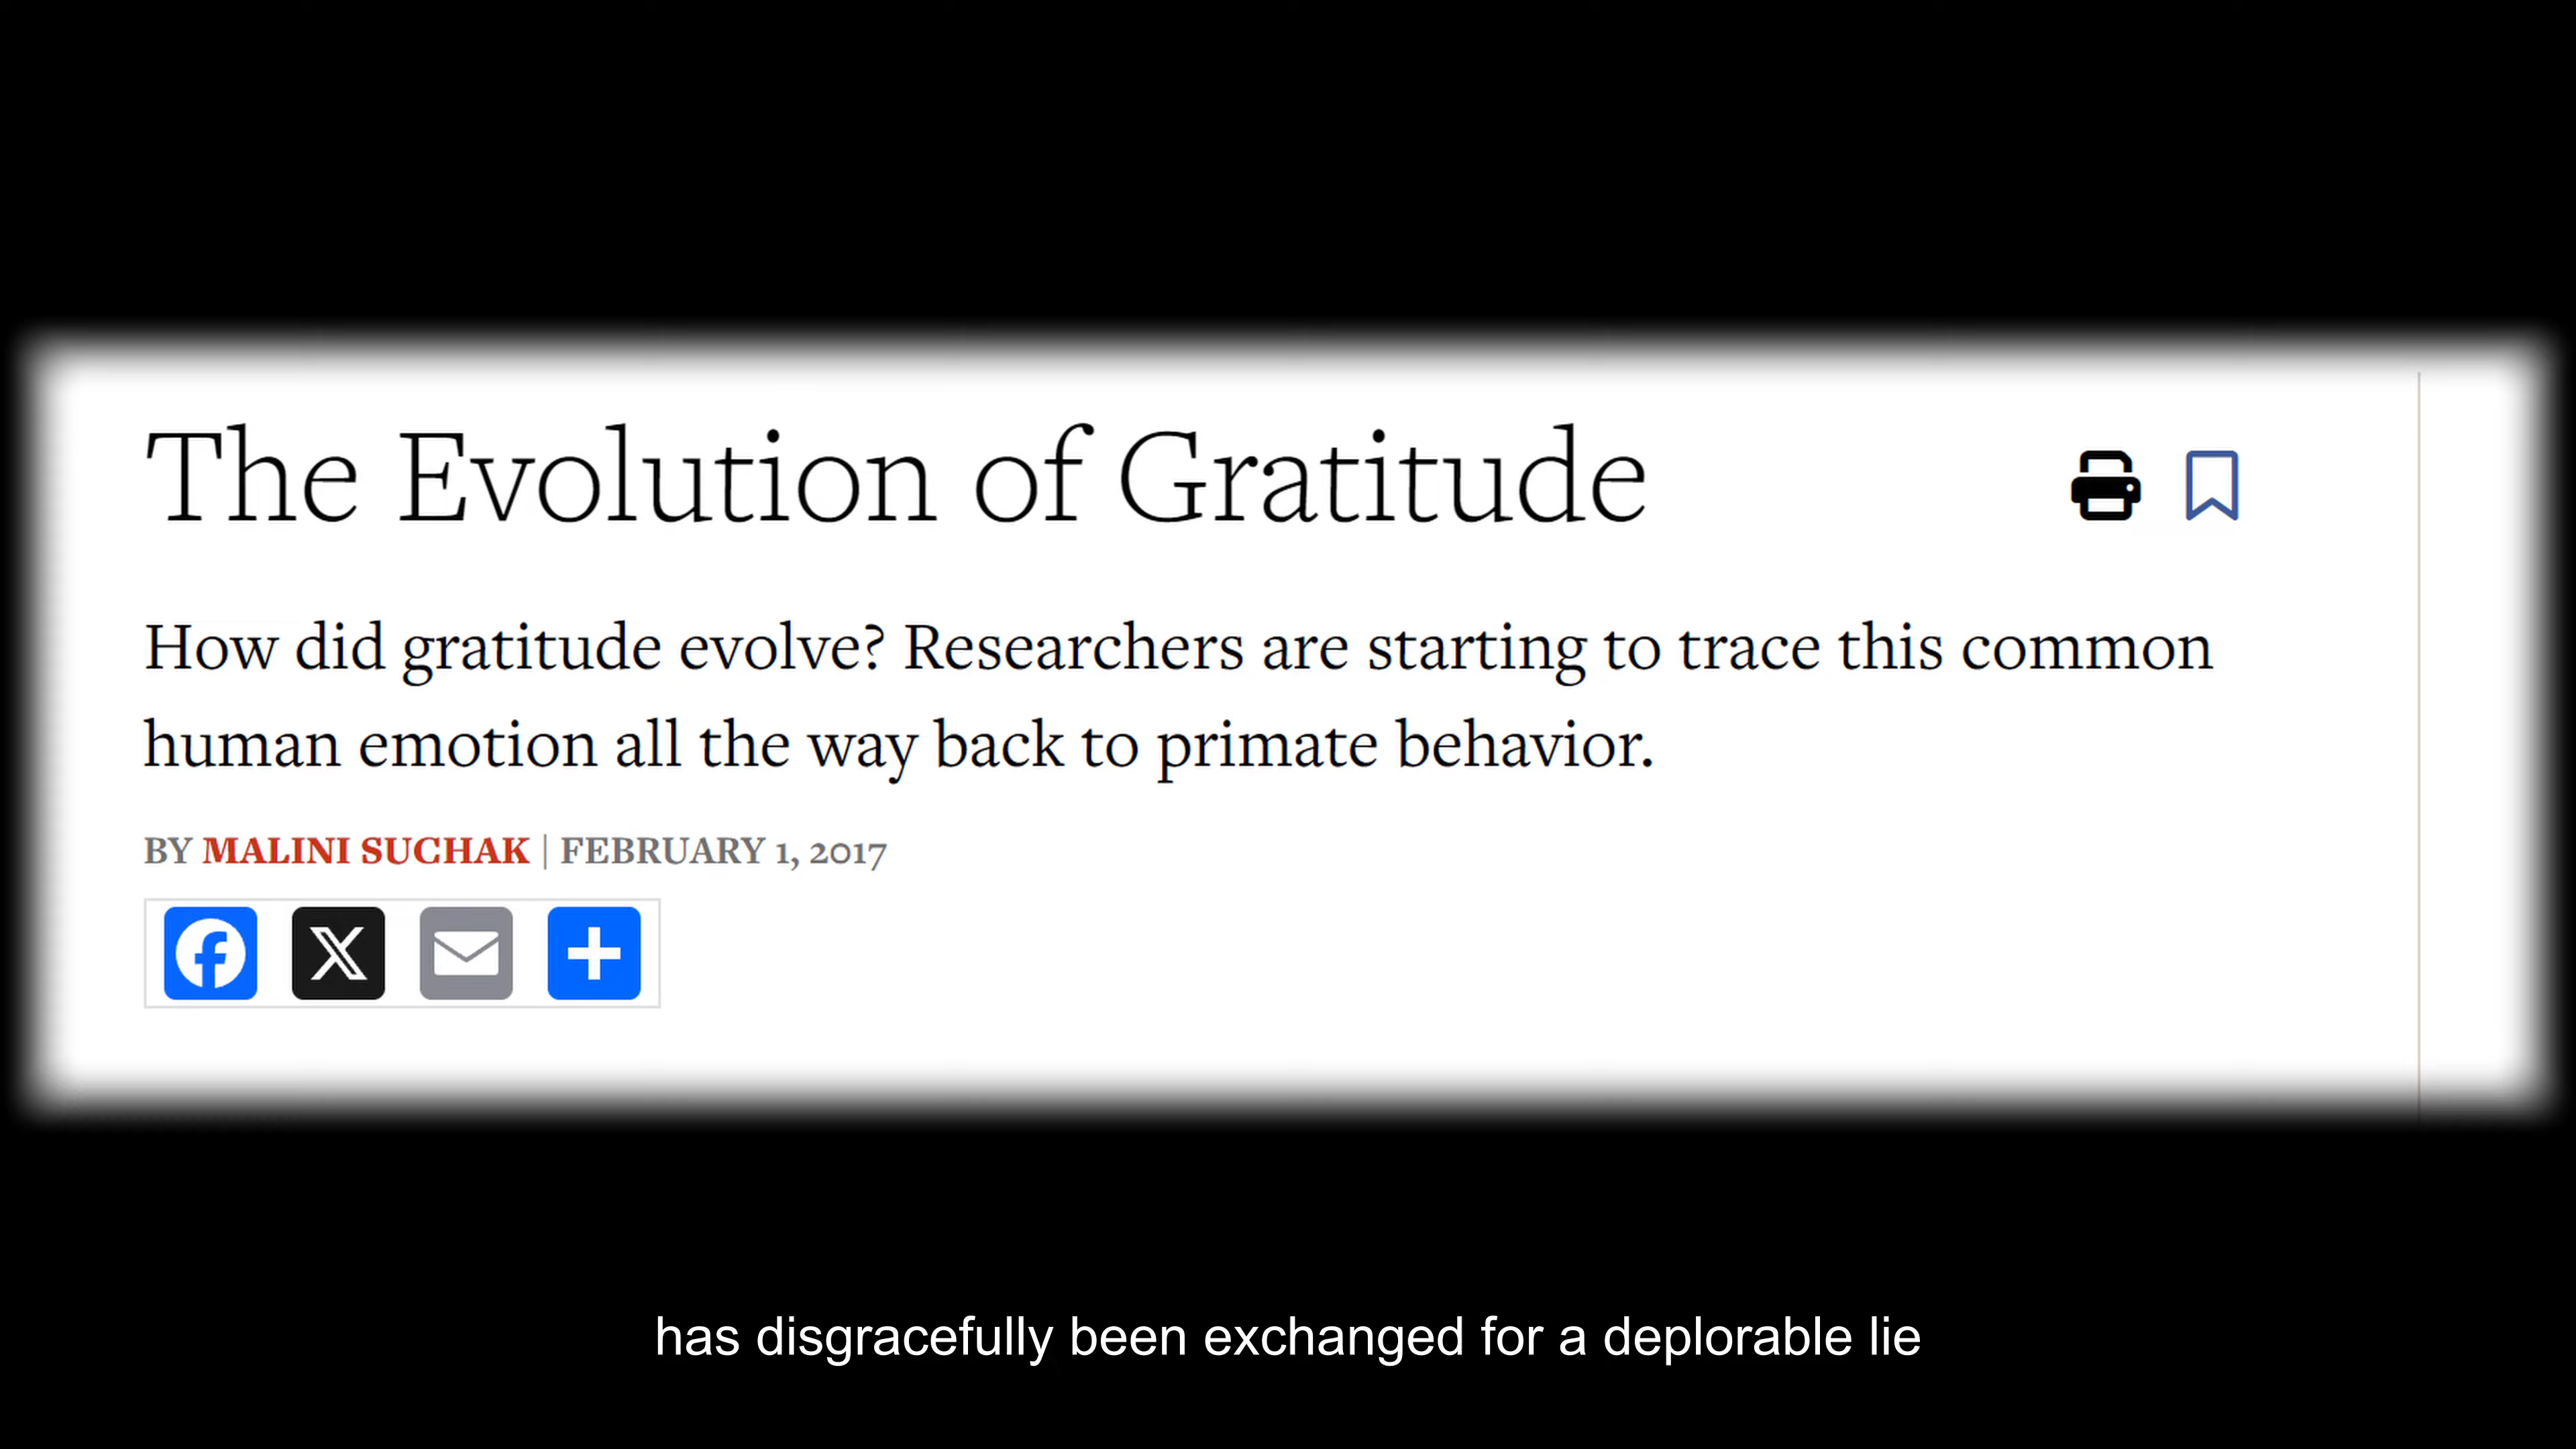 The Evolution of Gratitude
How did gratitude evolve? Researchers are starting to trace this common
human emotion all the way back to primate behavior.
BY MALINI SUCHAK | FEBRUARY 1, 2017
has disgracefully been exchanged for a deplorable lie